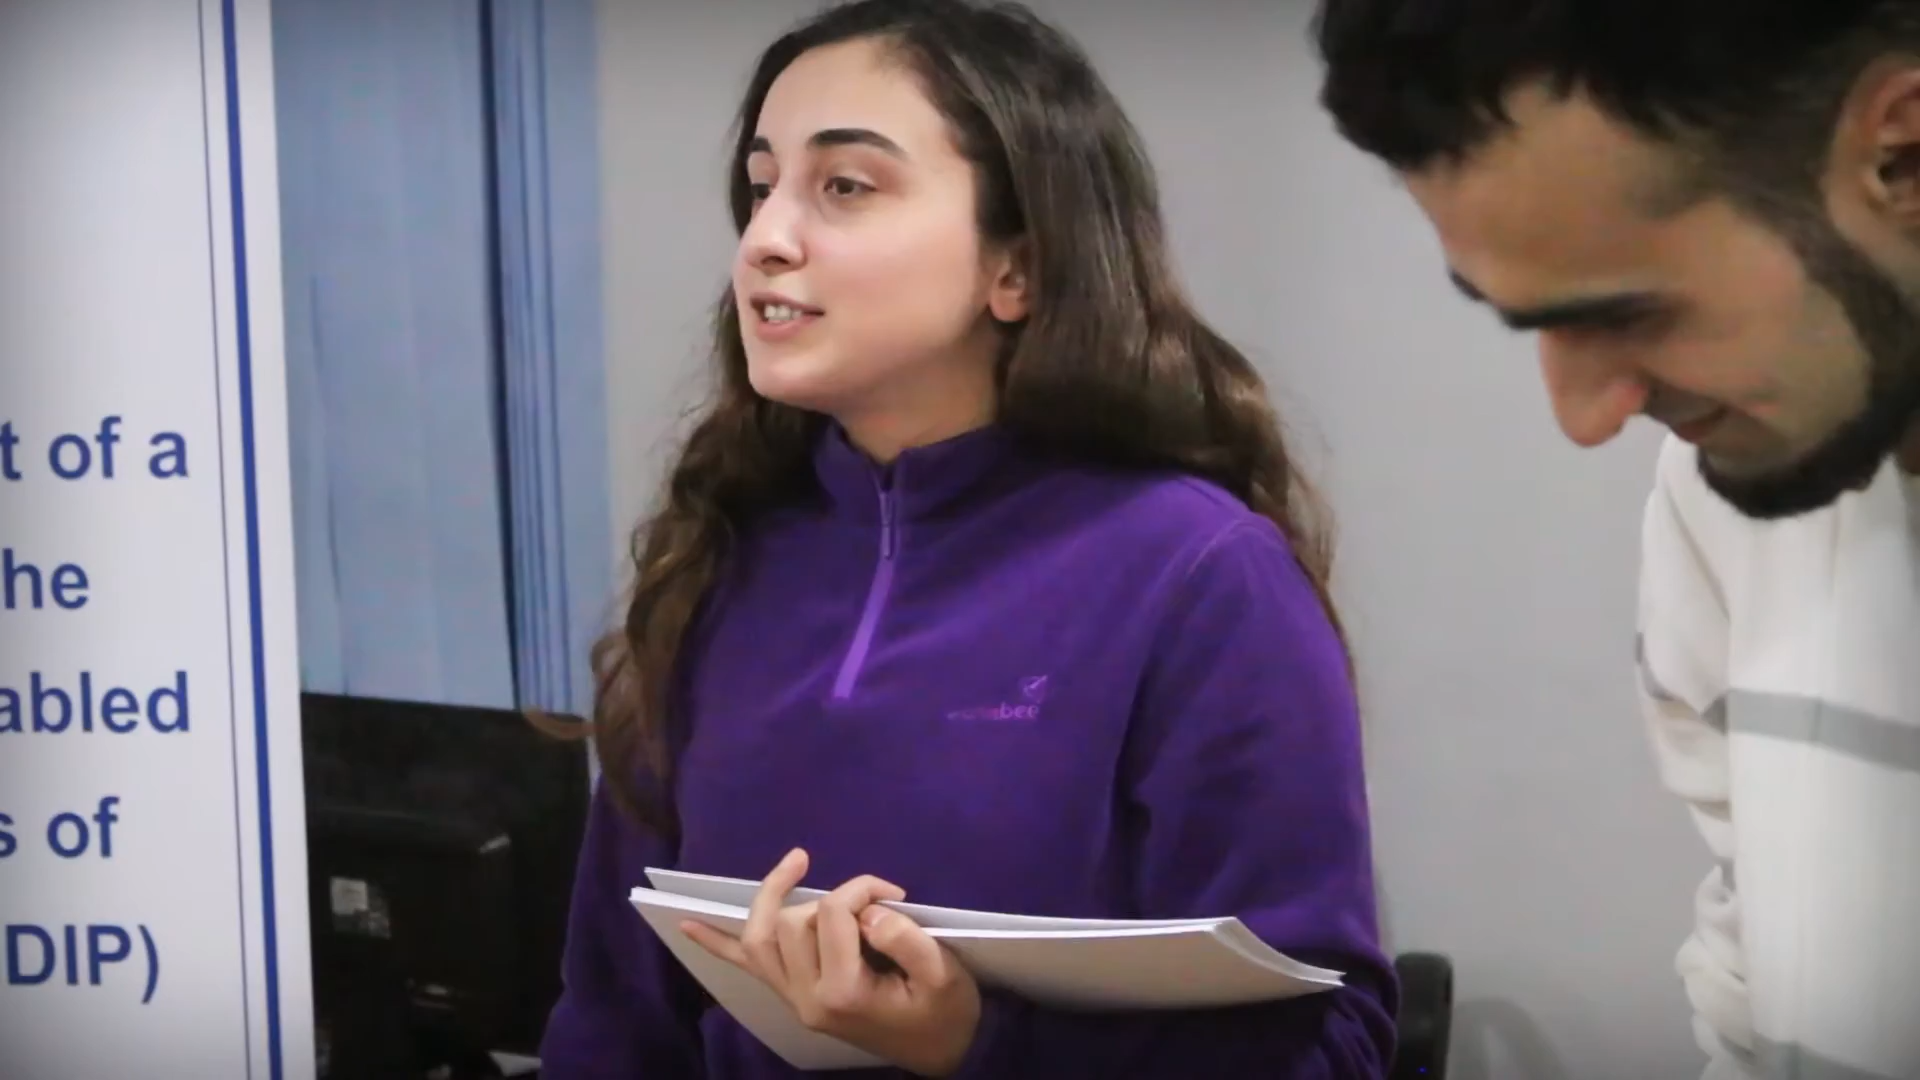 t of a
he
abled
s of
DIP)